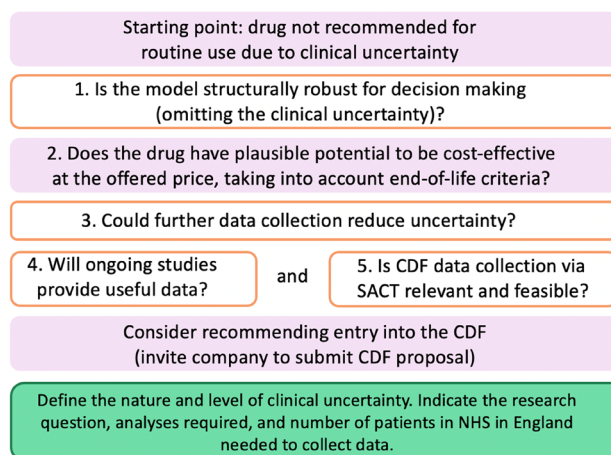 Starting point: drug not recommended for
routine use due to clinical uncertainty
1. Is the model structurally robust for decision making
(omitting the clinical uncertainty)?
2. Does the drug have plausible potential to be cost-effective
at the offered price, taking into account end-of-life criteria?
3. Could further data collection reduce uncertainty?
4. Will ongoing studies
provide useful data?
and
5. Is CDF data collection via
SACT relevant and feasible?
Consider recommending entry into the CDF
(invite company to submit CDF proposal)
Define the nature and level of clinical uncertainty. Indicate the research
question, analyses required, and number of patients in NHS in England
needed to collect data.